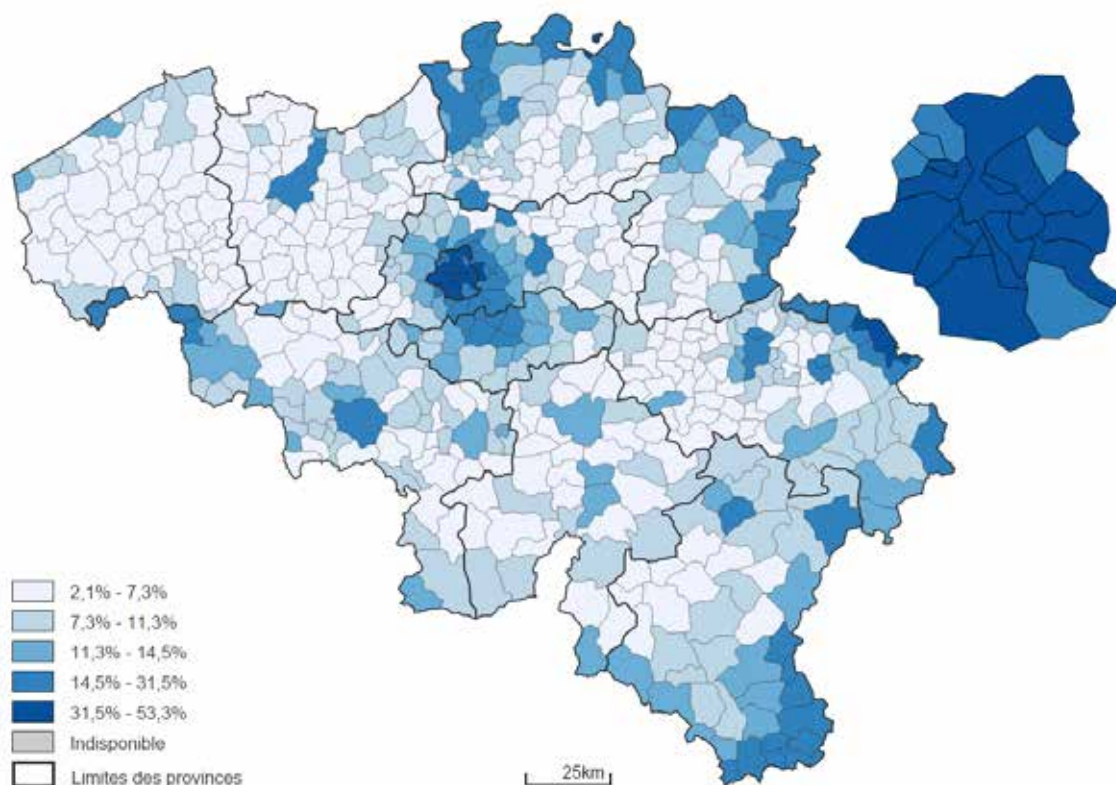 2,1% - 7,3%
7,3% - 11,3%
11,3% - 14,5%
14,5% - 31,5%
31,5% - 53,3%
Indisponible
Limites des provinces
25km